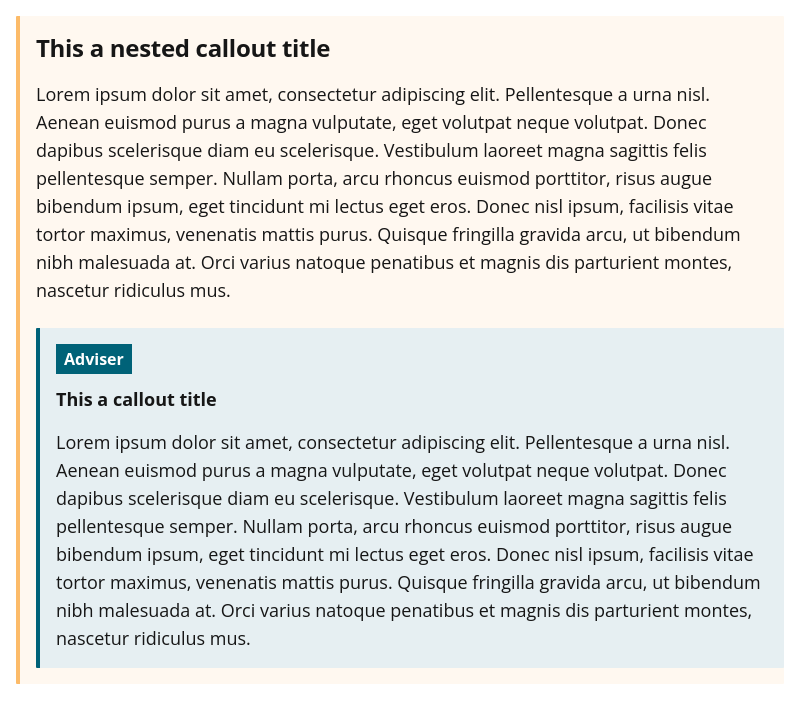 This a nested callout title
Lorem ipsum dolor sit amet, consectetur adipiscing elit. Pellentesque a urna nisl.
Aenean euismod purus a magna vulputate, eget volutpat neque volutpat. Donec
dapibus scelerisque diam eu scelerisque. Vestibulum laoreet magna sagittis felis
pellentesque semper. Nullam porta, arcu rhoncus euismod porttitor, risus augue
bibendum ipsum, eget tincidunt mi lectus eget eros. Donec nisl ipsum, facilisis vitae
tortor maximus, venenatis mattis purus. Quisque fringilla gravida arcu, ut bibendum
nibh malesuada at. Orci varius natoque penatibus et magnis dis parturient montes,
nascetur ridiculus mus.
Adviser
This a callout title
Lorem ipsum dolor sit amet, consectetur adipiscing elit. Pellentesque a urna nisl.
Aenean euismod purus a magna vulputate, eget volutpat neque volutpat. Donec
dapibus scelerisque diam eu scelerisque. Vestibulum laoreet magna sagittis felis
pellentesque semper. Nullam porta, arcu rhoncus euismod porttitor, risus augue
bibendum ipsum, eget tincidunt mi lectus eget eros. Donec nisl ipsum, facilisis vitae
tortor maximus, venenatis mattis purus. Quisque fringilla gravida arcu, ut bibendum
nibh malesuada at. Orci varius natoque penatibus et magnis dis parturient montes,
nascetur ridiculus mus.